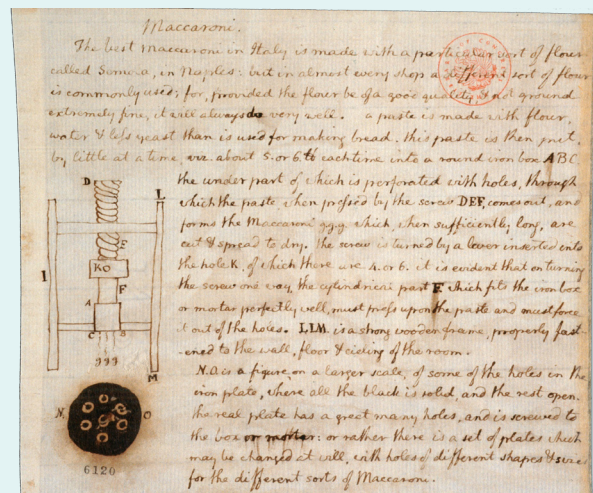 Maccaroni.
The best maccaroni in Italy is made with a particular sort of flour
called Semola, in Naples: but in almost every shop a different sort of flour
is commonly used; for, provided the flour be of a good quality & not ground
extremely fine, it will always do very well. a paste is made with flour,
water & less yeast than is used for making bread. this paste is then put,
by little at a time, viz. about 5. or 6. ℔ each time into a round iron box ABC
the under part of which is perforated with holes, through
which the paste, when pressed by the screw DEF, comes out, and
forms the Maccaroni g.g.g. which, when sufficiently long, are
cut & spread to dry. the screw is turned by a lever inserted into
the hole K, of which there are 4. or 6. it is evident that on turning
the screw one way, the cylindrical part F. which fits the iron box
or mortar perfectly well, must press upon the paste and must force
it out of the holes. LLM. is a strong wooden frame, properly fast-
-ened to the wall, floor & cieling of the room.
N.O. is a figure, on a larger scale, of some of the holes in the
iron plate, where all the black is solid, and the rest open.
the real plate has a great many holes, and is screwed to
the box or mortar: or rather there is a set of plates which
may be changed at will, with holes of different shapes & sizes
for the different sorts of Maccaroni.
D
L
E
I
KO
F
A
C
B
ggg
M
N.
O
6120